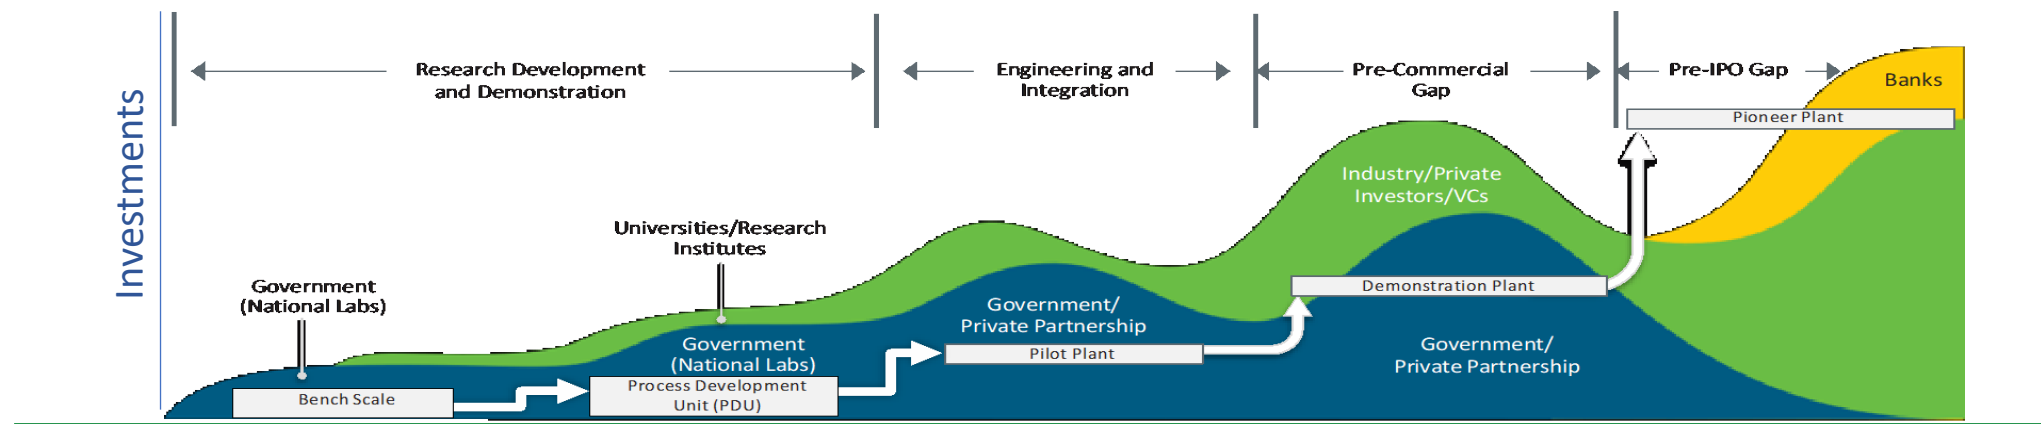 Research Development
and Demonstration
Engineering and
Integration
Pre-Commercial
Gap
Pre-IPO Gap
Banks
Pioneer Plant
Investments
Industry/Private
Investors/VCs
Universities/Research
Institutes
Government
(National Labs)
Demonstration Plant
Government/
Private Partnership
Government
(National Labs)
Pilot Plant
Government/
Private Partnership
Process Development
Unit (PDU)
Bench Scale